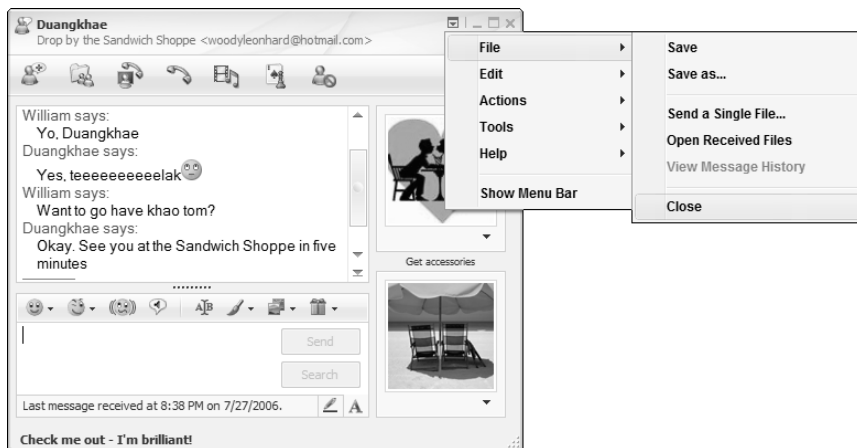 Duangkhae
Drop by the Sandwich Shoppe <woodyleonhard@hotmail.com>
William says:
Yo, Duangkhae
Duangkhae says:
Yes, teeeeeeeeeelak
William says:
Want to go have khao tom?
Duangkhae says:
Okay. See you at the Sandwich Shoppe in five
minutes
Get accessories
AIB
Send
Search
Last message received at 8:38 PM on 7/27/2006.
A
Check me out - I'm brilliant!
File
Edit
Actions
Tools
Help
Show Menu Bar
Save
Save as...
Send a Single File...
Open Received Files
View Message History
Close